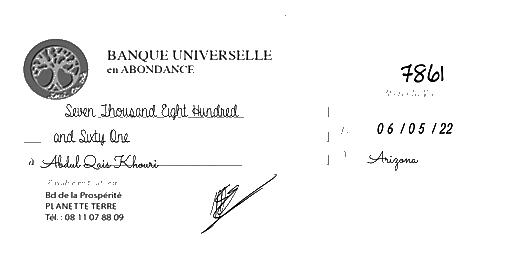 BANQUE UNIVERSELLE
en ABONDANCE
7861
Seven Thousand Eight Hundred
and Sixty One
06/05/22
à Abdul Qais Khouri
Arizona
Bd de la Prospérité
PLANETTE TERRE
Tél. : 08 11 07 88 09